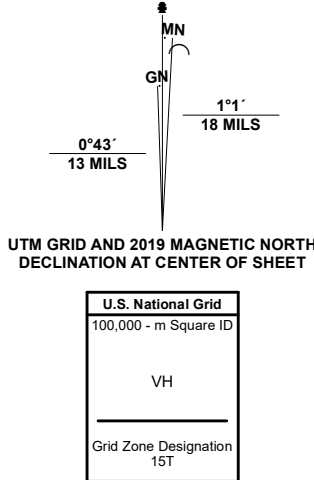 MN
GN
1°1´
18 MILS
0°43´
13 MILS
UTM GRID AND 2019 MAGNETIC NORTH
DECLINATION AT CENTER OF SHEET
U.S. National Grid
100,000 - m Square ID
VH
Grid Zone Designation
15T